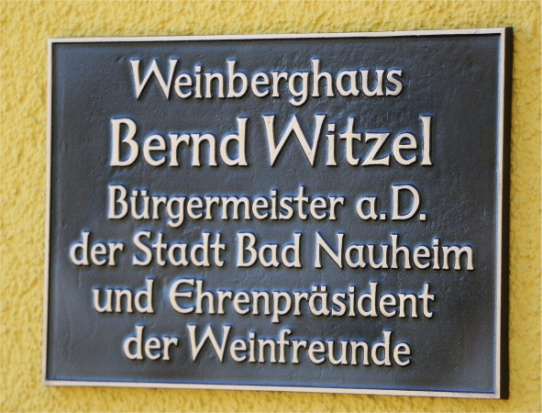 Weinberghaus
Bernd Witzel
Bürgermeister a.D.
der Stadt Bad Nauheim
und Ehrenpräsident
der Weinfreunde